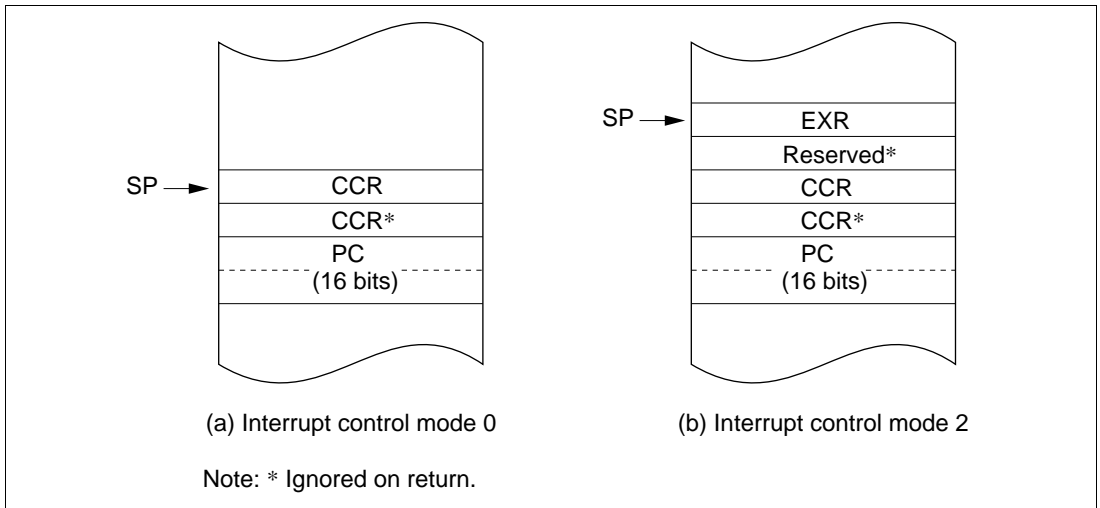 SP
CCR
CCR*
PC
(16 bits)
(a) Interrupt control mode 0
SP
EXR
Reserved*
CCR
CCR*
PC
(16 bits)
(b) Interrupt control mode 2
Note: * Ignored on return.